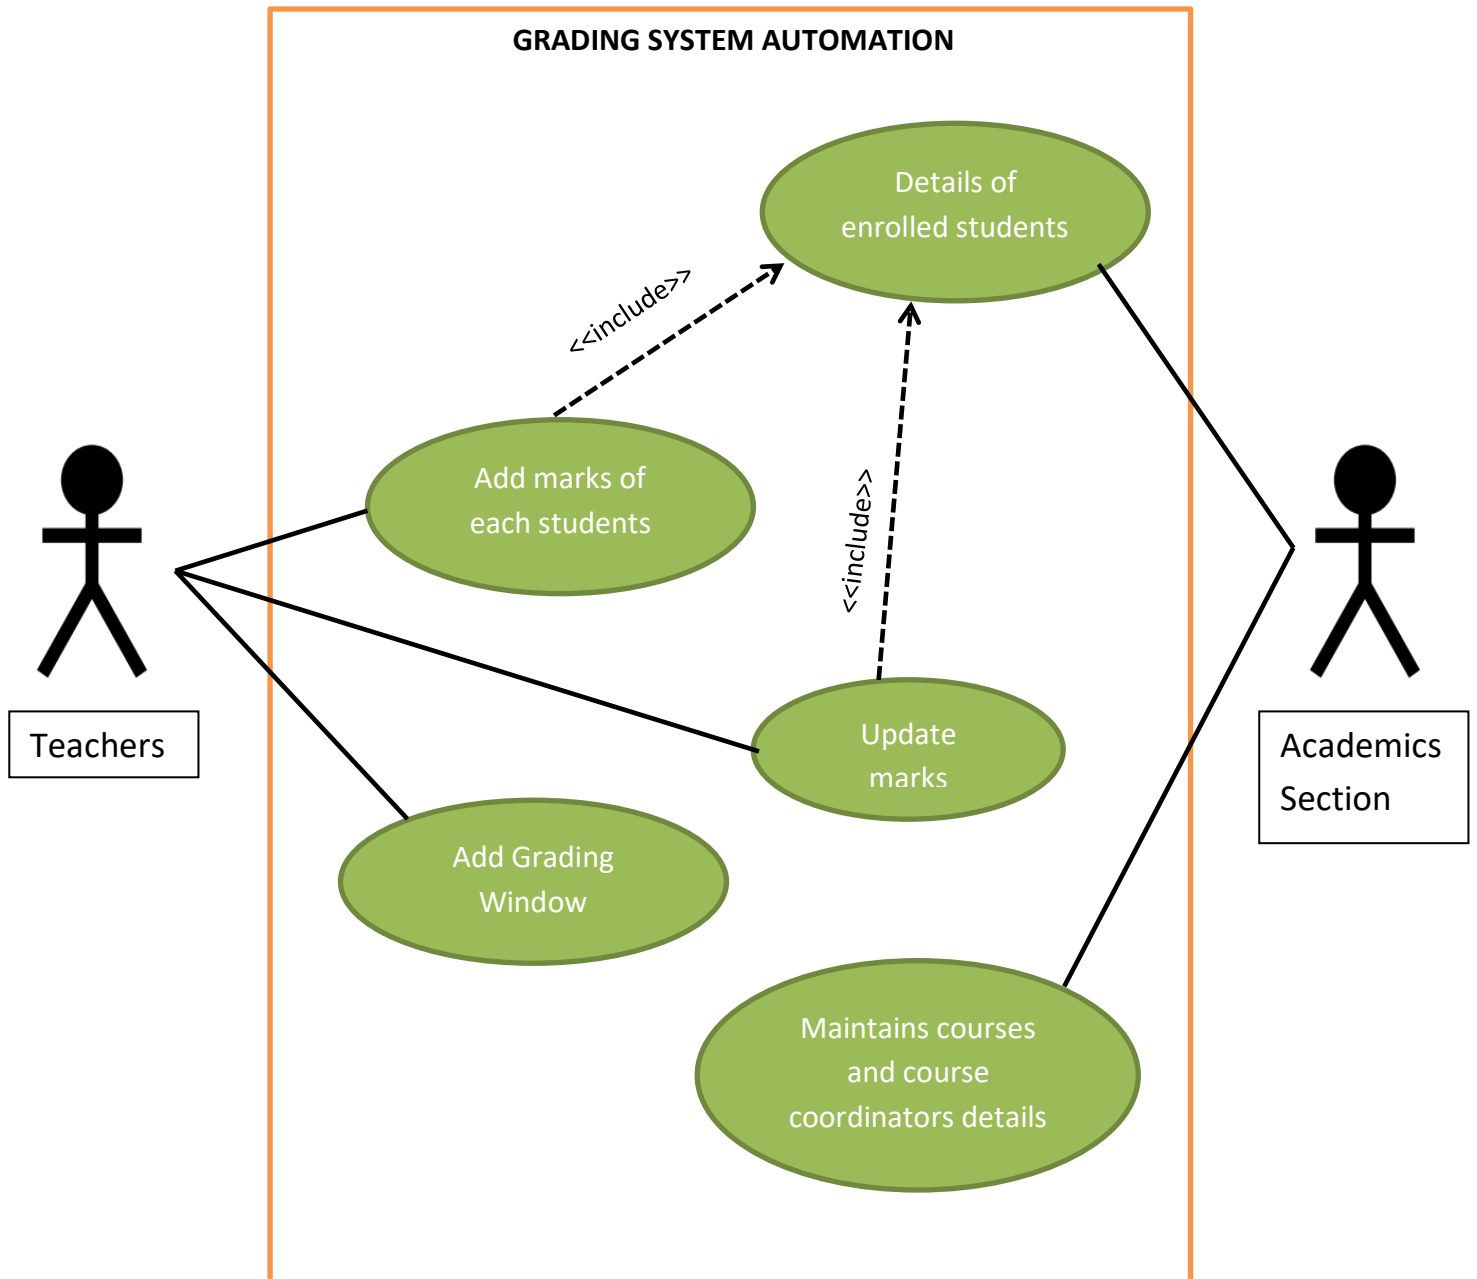 GRADING SYSTEM AUTOMATION
Details of
enrolled students
<<include>>
Add marks of
each students
<<include>>
Teachers
Update
marks
Academics
Section
Add Grading
Window
Maintains courses
and course
coordinators details